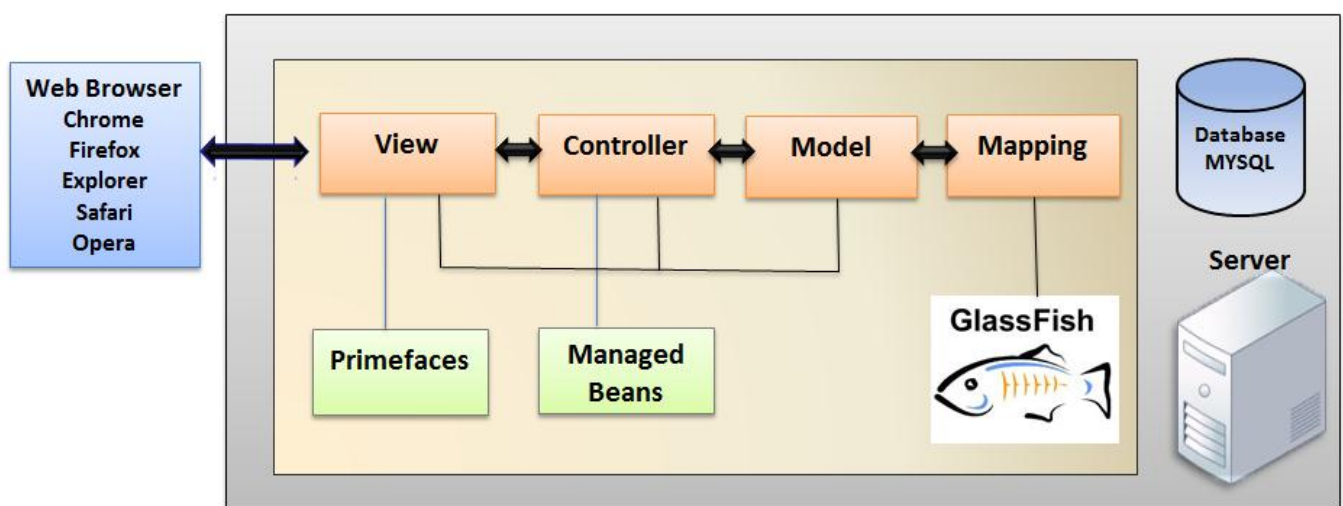 Web Browser
Chrome
Firefox
Explorer
Safari
Opera
View
Controller
Model
Mapping
Primefaces
Managed
Beans
GlassFish
Database
MYSQL
Server